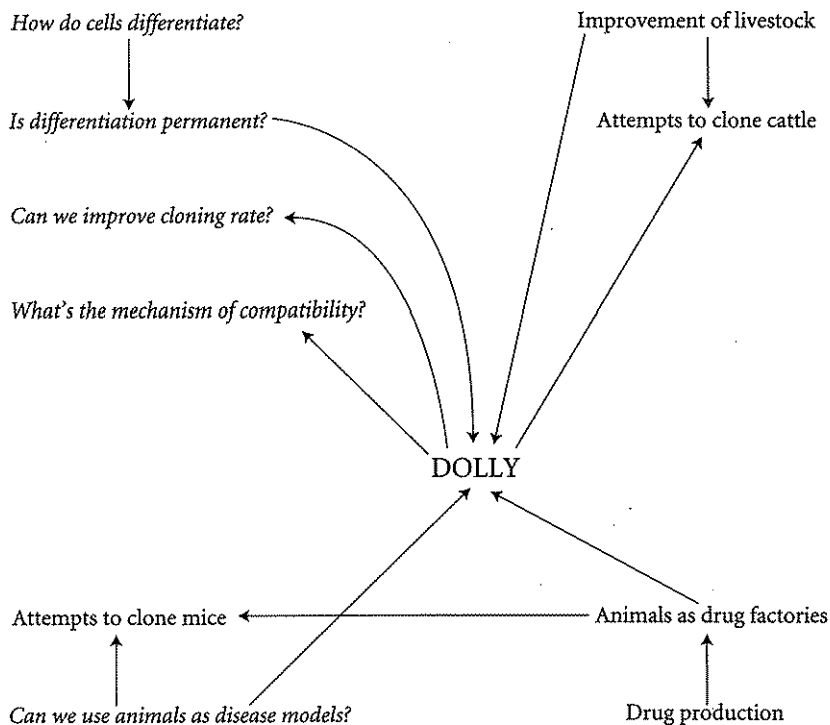 How do cells differentiate?
Improvement of livestock
Is differentiation permanent?
Attempts to clone cattle
Can we improve cloning rate?
What's the mechanism of compatibility?
DOLLY
Attempts to clone mice
Animals as drug factories
Can we use animals as disease models?
Drug production